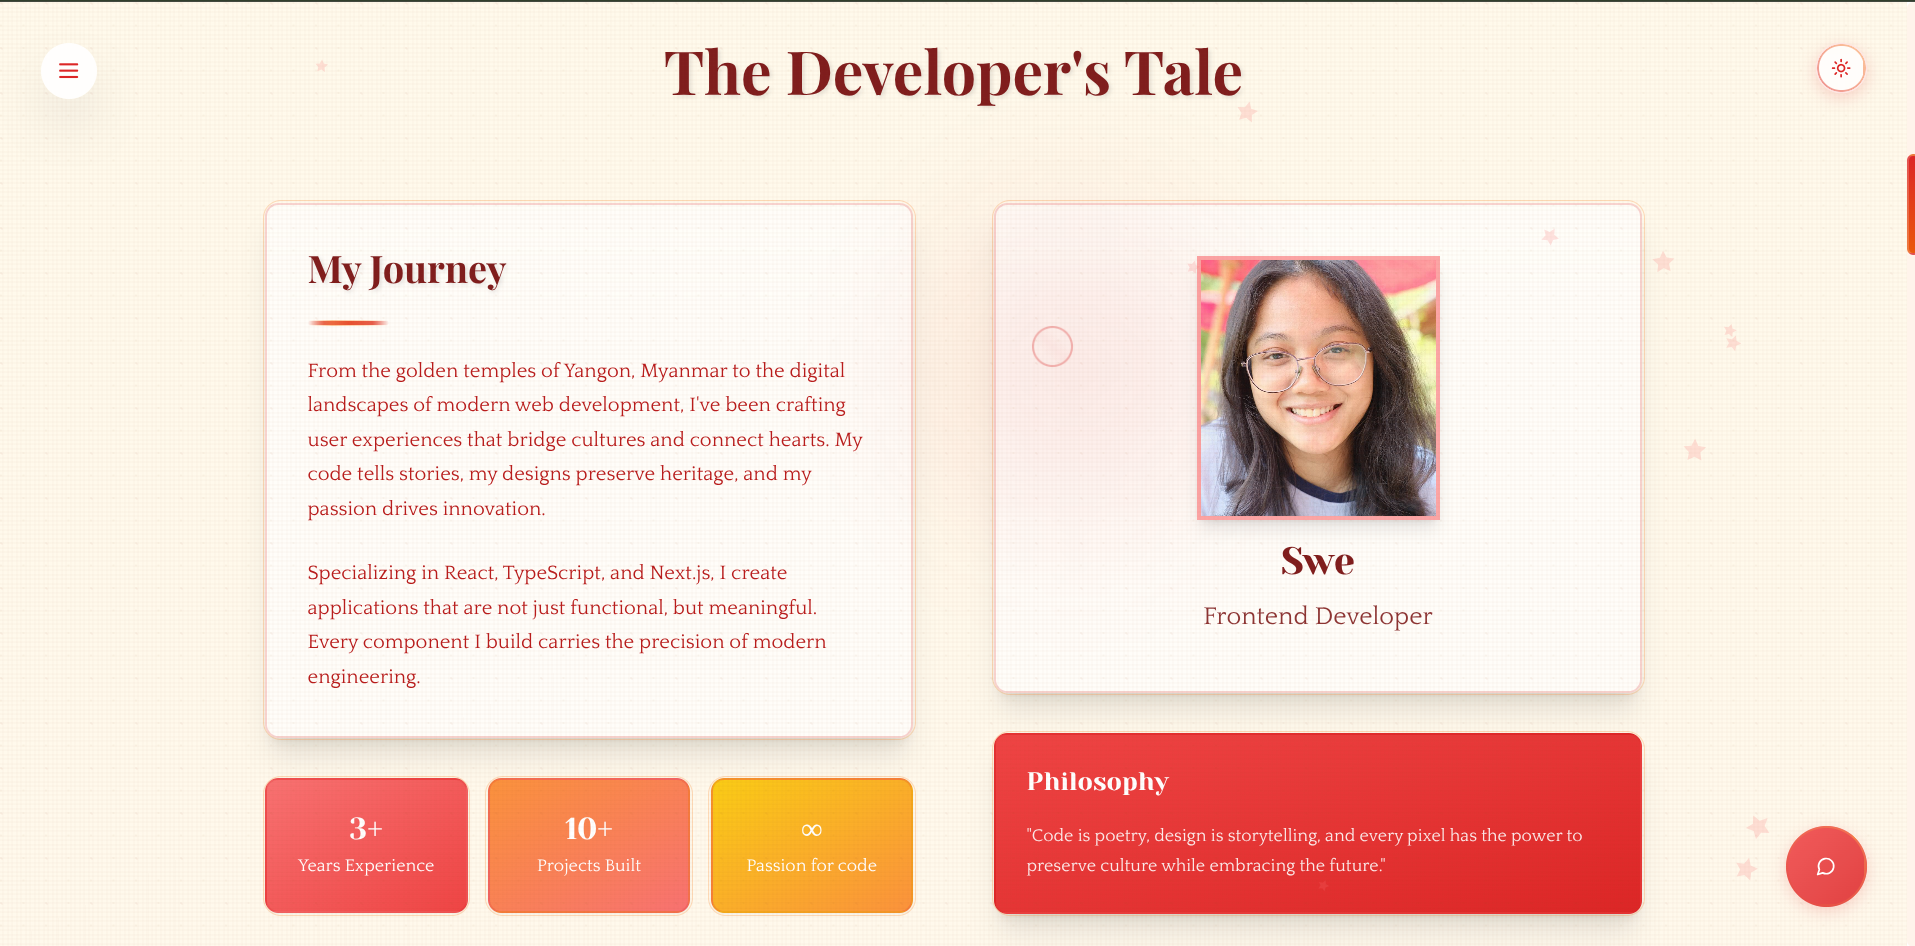 The Developer's Tale
My Journey
From the golden temples of Yangon, Myanmar to the digital
landscapes of modern web development, I've been crafting
user experiences that bridge cultures and connect hearts. My
code tells stories, my designs preserve heritage, and my
passion drives innovation.
Specializing in React, TypeScript, and Next.js, I create
applications that are not just functional, but meaningful.
Every component I build carries the precision of modern
engineering.
3+
Years Experience
10+
Projects Built
∞
Passion for code
Swe
Frontend Developer
Philosophy
"Code is poetry, design is storytelling, and every pixel has the power to
preserve culture while embracing the future."